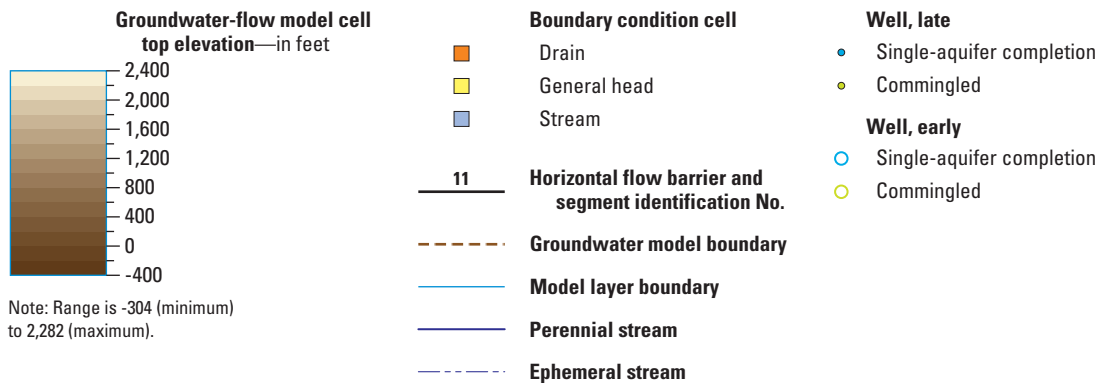 Groundwater-flow model cell
top elevation—in feet
2,400
2,000
1,600
1,200
800
400
0
-400
Note: Range is -304 (minimum)
to 2,282 (maximum).
Boundary condition cell
Drain
General head
Stream
11
Horizontal flow barrier and
segment identification No.
Groundwater model boundary
Model layer boundary
Perennial stream
Ephemeral stream
Well, late
Single-aquifer completion
Commingled
Well, early
Single-aquifer completion
Commingled